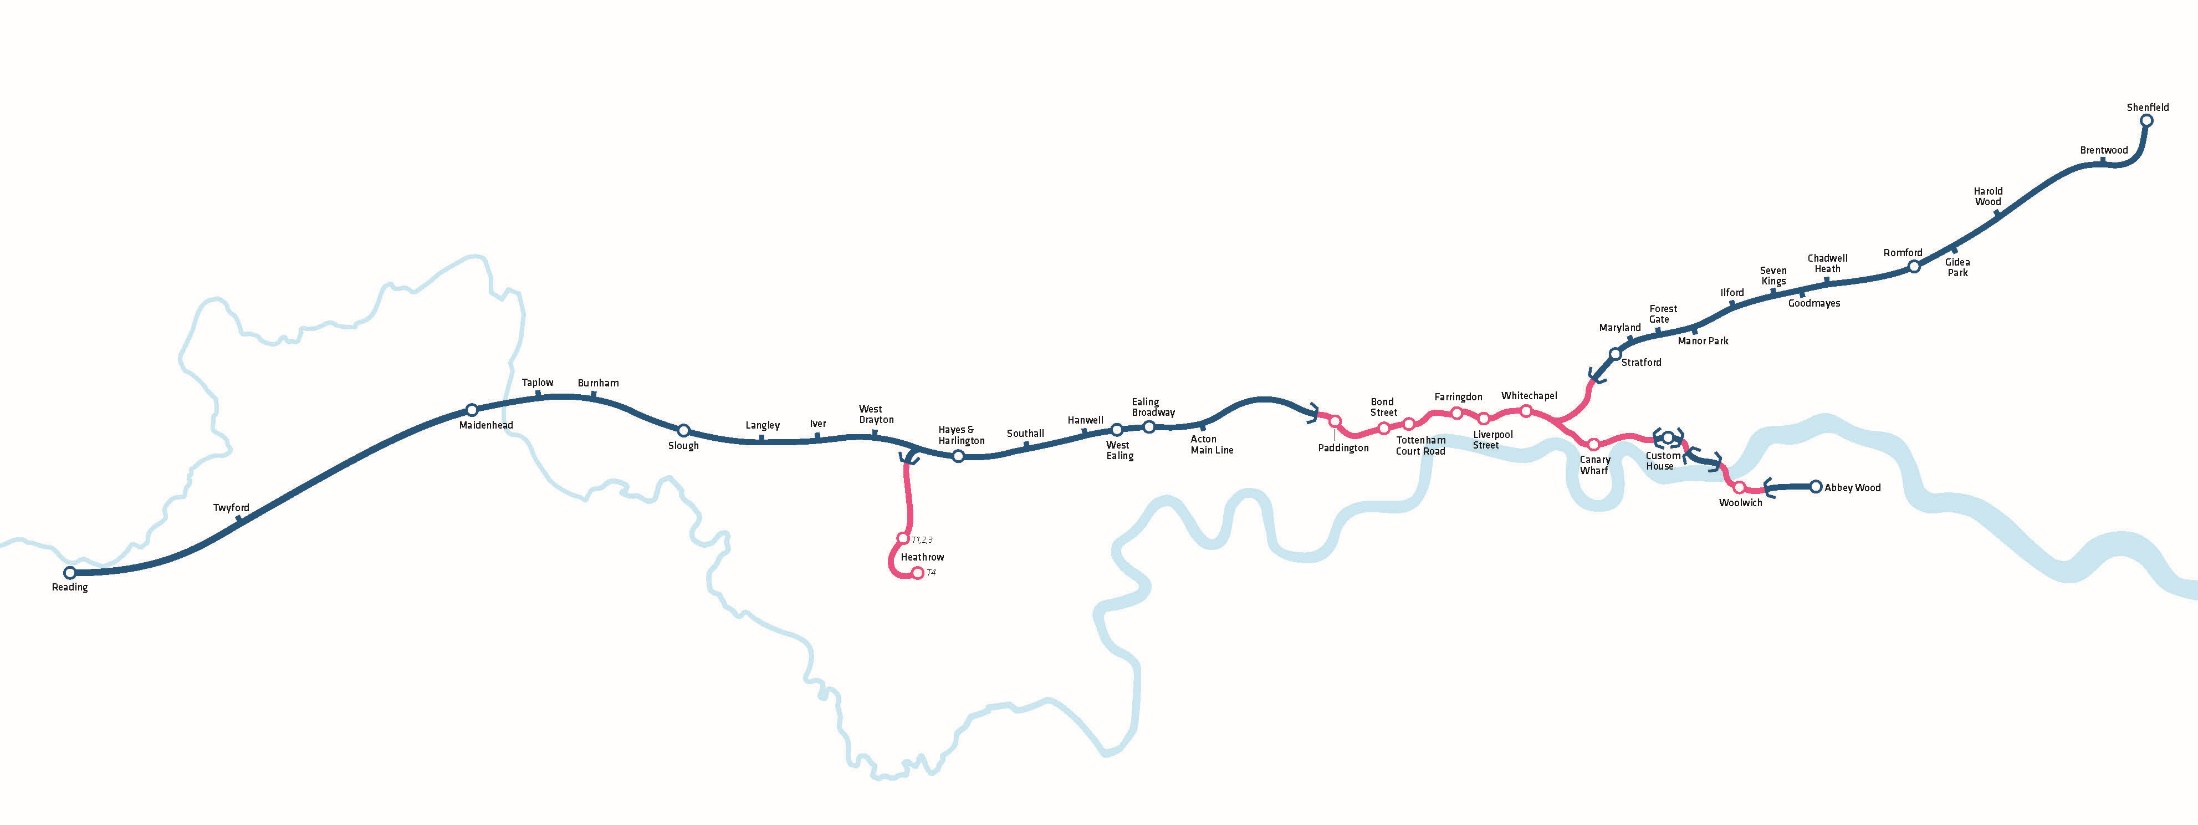 Shenfield
Brentwood
Harold
Wood
Romford
Gidea
Park
Chadwell
Heath
Seven
Kings
Goodmayes
Ilford
Forest
Gate
Manor Park
Maryland
Stratford
Taplow
Burnham
Maidenhead
Slough
Langley
Iver
West
Drayton
Hayes &
Harlington
Southall
Hanwell
West
Ealing
Ealing
Broadway
Acton
Main Line
Paddington
Bond
Street
Tottenham
Court Road
Farringdon
Liverpool
Street
Whitechapel
Canary
Wharf
Custom
House
Woolwich
Abbey Wood
Twyford
Reading
T1,2,3
Heathrow
T4